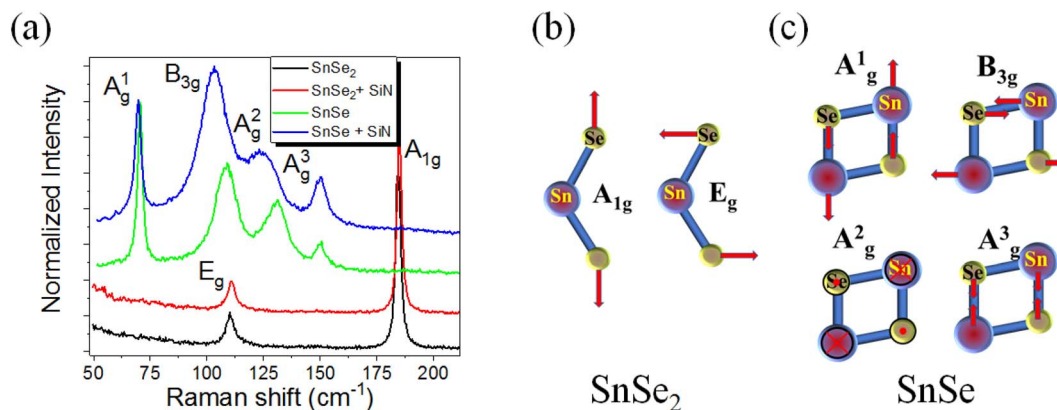 (a)
Normalized Intensity
A¹g
B3g
A²g
A³g
A1g
Eg
SnSe₂
SnSe₂+ SiN
SnSe
SnSe + SiN
50 75 100 125 150 175 200
Raman shift (cm⁻¹)
(b)
Se
Se
Sn
A1g
Sn
Eg
SnSe₂
(c)
A¹g
Sn
Se
B3g
Sn
Se
A²g
Se
Sn
A³g
Se
Sn
SnSe